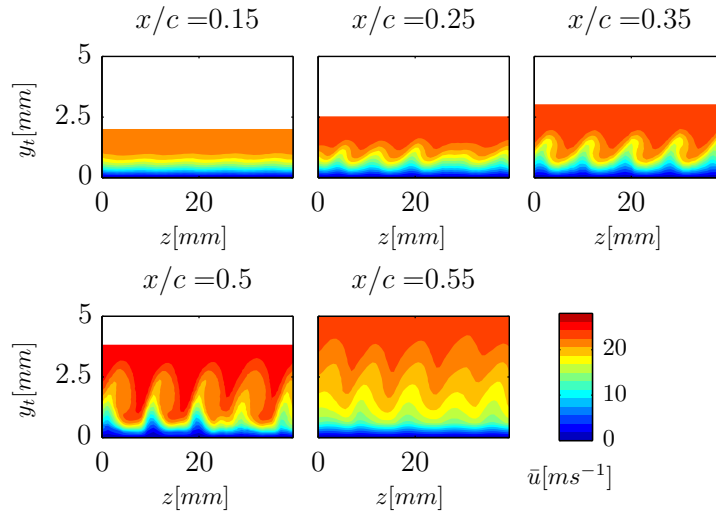 x/c =0.15
x/c =0.25
x/c =0.35
y_t[mm]
5
2.5
0
0 20
z[mm]
0 20
z[mm]
0 20
z[mm]
x/c =0.5
x/c =0.55
y_t[mm]
5
2.5
0
0 20
z[mm]
0 20
z[mm]
20
10
0
ū[ms⁻¹]